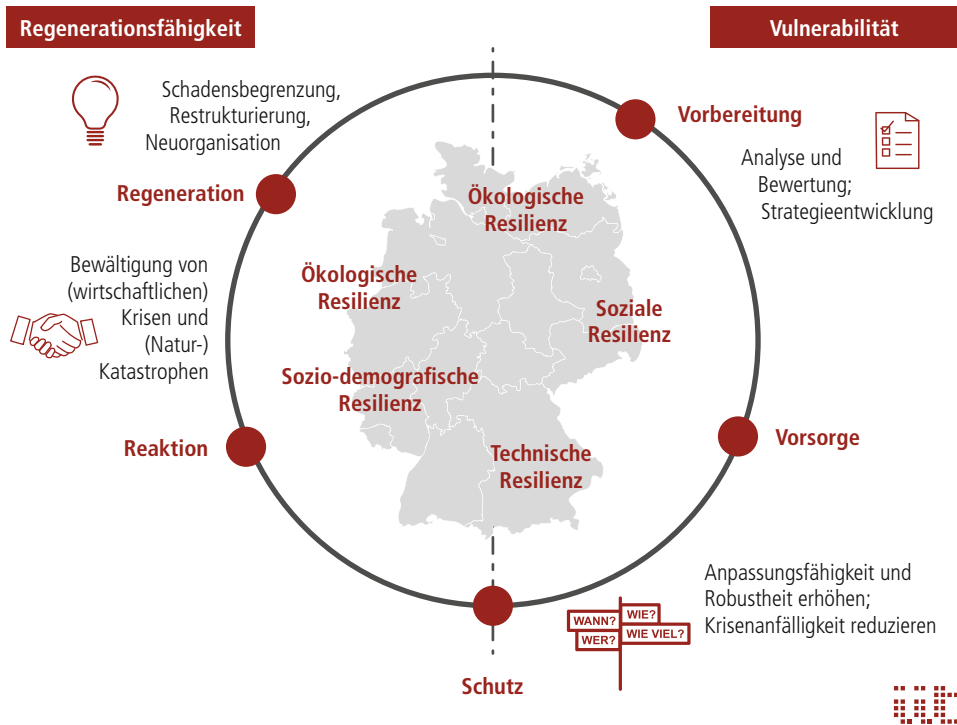 Regenerationsfähigkeit
Vulnerabilität
Schadensbegrenzung,
Restrukturierung,
Neuorganisation
Regeneration
Bewältigung von
(wirtschaftlichen)
Krisen und
(Natur-)
Katastrophen
Reaktion
Vorbereitung
Analyse und
Bewertung;
Strategieentwicklung
Ökologische
Resilienz
Ökologische
Resilienz
Soziale
Resilienz
Sozio-demografische
Resilienz
Technische
Resilienz
Vorsorge
Anpassungsfähigkeit und
Robustheit erhöhen;
Krisenanfälligkeit reduzieren
WANN?
WIE?
WER?
WIE VIEL?
Schutz